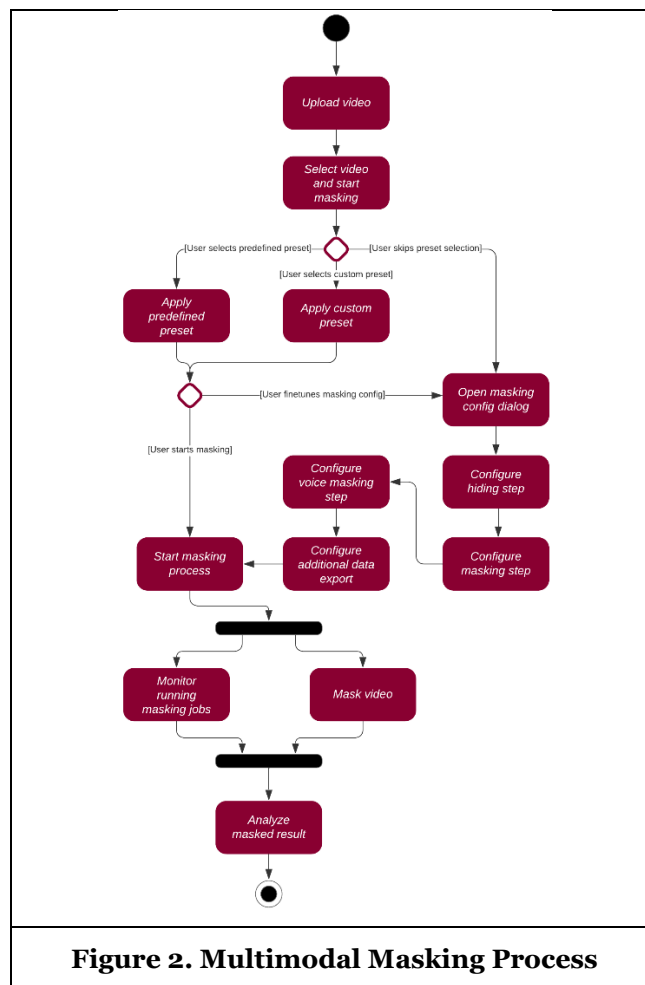 Upload video
Select video
and start
masking
[User selects predefined preset]
[User skips preset selection]
[User selects custom preset]
Apply
predefined
preset
Apply custom
preset
[User finetunes masking config]
Open masking
config dialog
[User starts masking]
Configure
voice masking
step
Configure
hiding step
Start masking
process
Configure
additional data
export
Configure
masking step
Monitor
running
masking jobs
Mask video
Analyze
masked result
Figure 2. Multimodal Masking Process